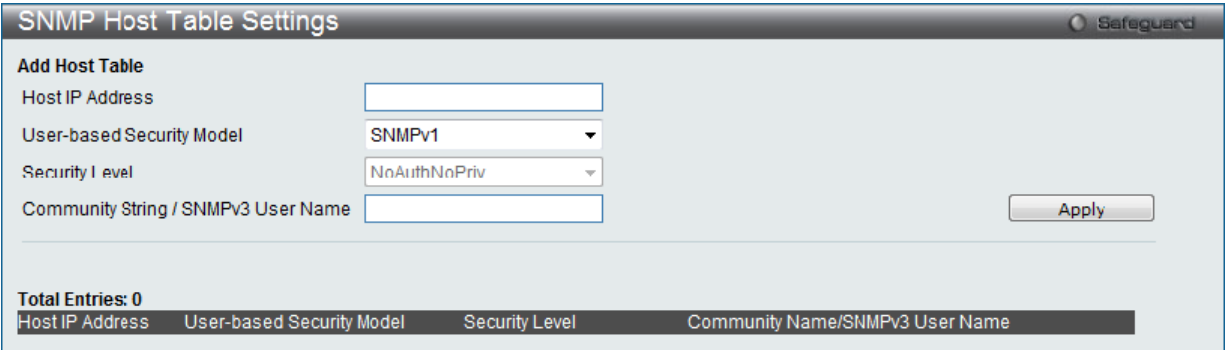 SNMP Host Table Settings
Safeguard
Add Host Table
Host IP Address
User-based Security Model SNMPv1
Security Level NoAuthNoPriv
Community String / SNMPv3 User Name
Apply
Total Entries: 0
Host IP Address User-based Security Model Security Level Community Name/SNMPv3 User Name